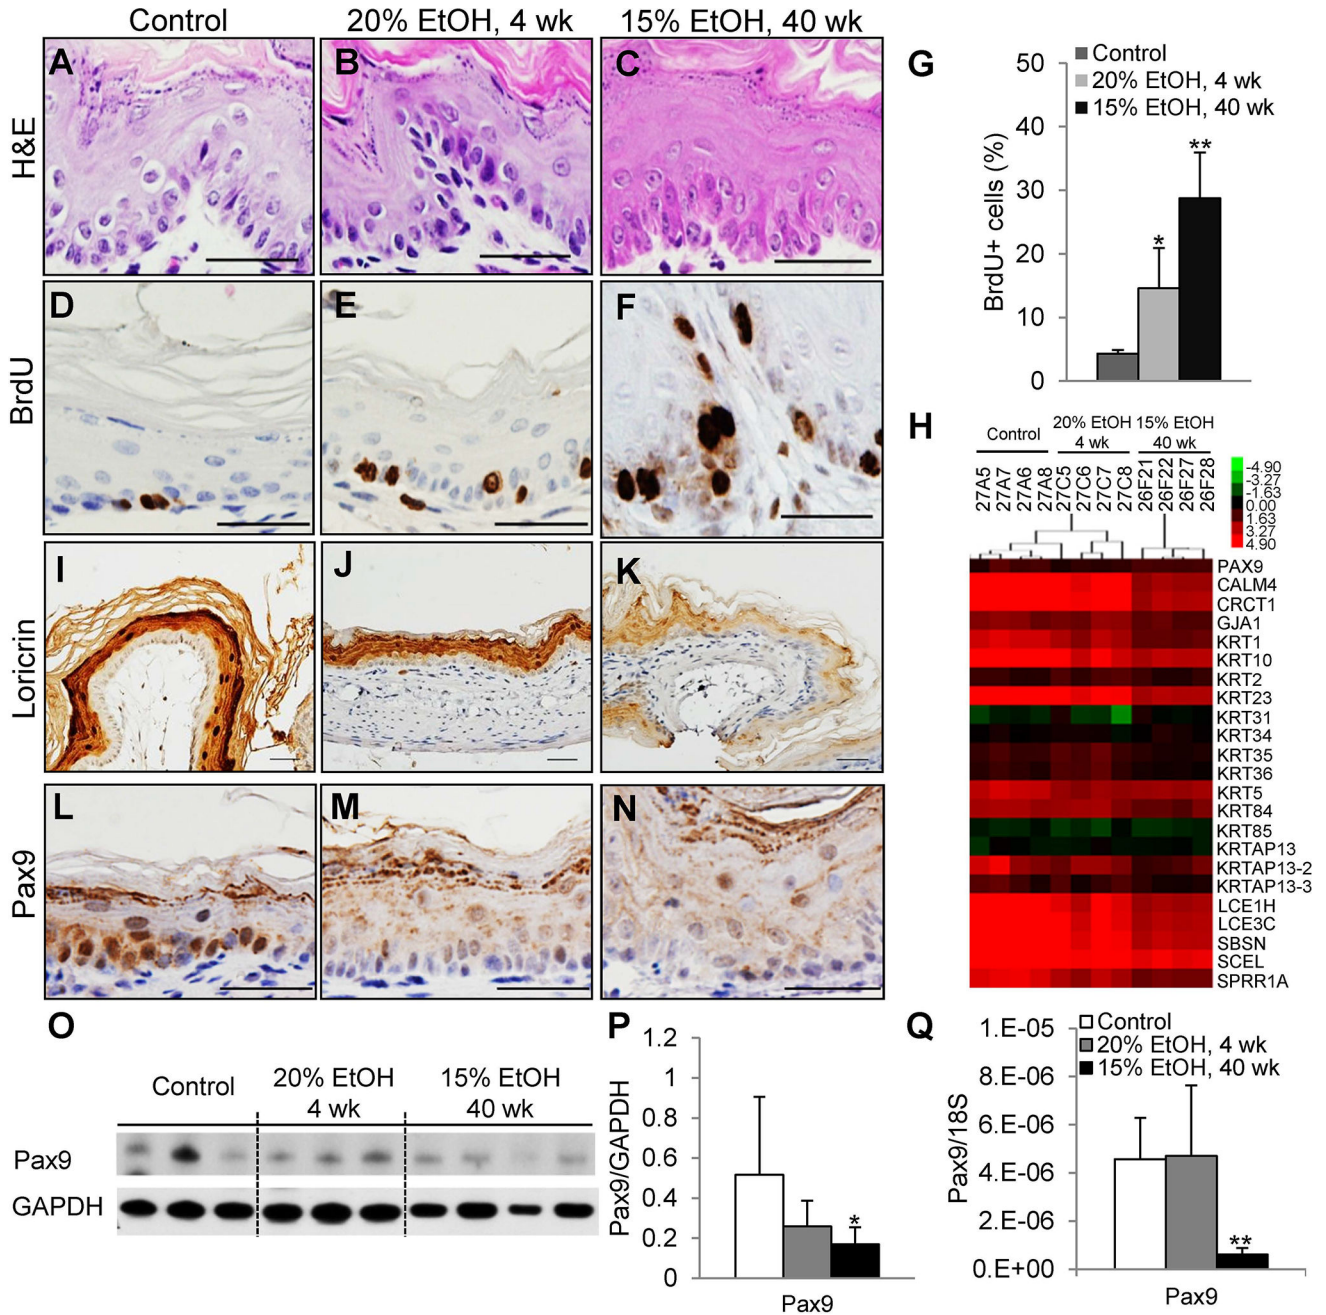 Control
20% EtOH, 4 wk
15% EtOH, 40 wk
H&E
A
B
C
BrdU
D
E
F
Loricrin
I
J
K
Pax9
L
M
N
G
Control
20% EtOH, 4 wk
15% EtOH, 40 wk
BrdU+ cells (%)
50
40
30
20
10
0
*
**
H
Control
20% EtOH
4 wk
15% EtOH
40 wk
27A5
27A7
27A6
27A8
27C5
27C6
27C7
27C8
26F21
26F22
26F27
26F28
-4.90
-3.27
-1.63
0.00
1.63
3.27
4.90
PAX9
CALM4
CRCT1
GJA1
KRT1
KRT10
KRT2
KRT23
KRT31
KRT34
KRT35
KRT36
KRT5
KRT84
KRT85
KRTAP13
KRTAP13-2
KRTAP13-3
LCE1H
LCE3C
SBSN
SCEL
SPRR1A
O
Control
20% EtOH
4 wk
15% EtOH
40 wk
Pax9
GAPDH
P
Pax9/GAPDH
1.2
1
0.8
0.6
0.4
0.2
0
*
Pax9
Q
Control
20% EtOH, 4 wk
15% EtOH, 40 wk
Pax9/18S
1.E-05
8.E-06
6.E-06
4.E-06
2.E-06
0.E+00
**
Pax9